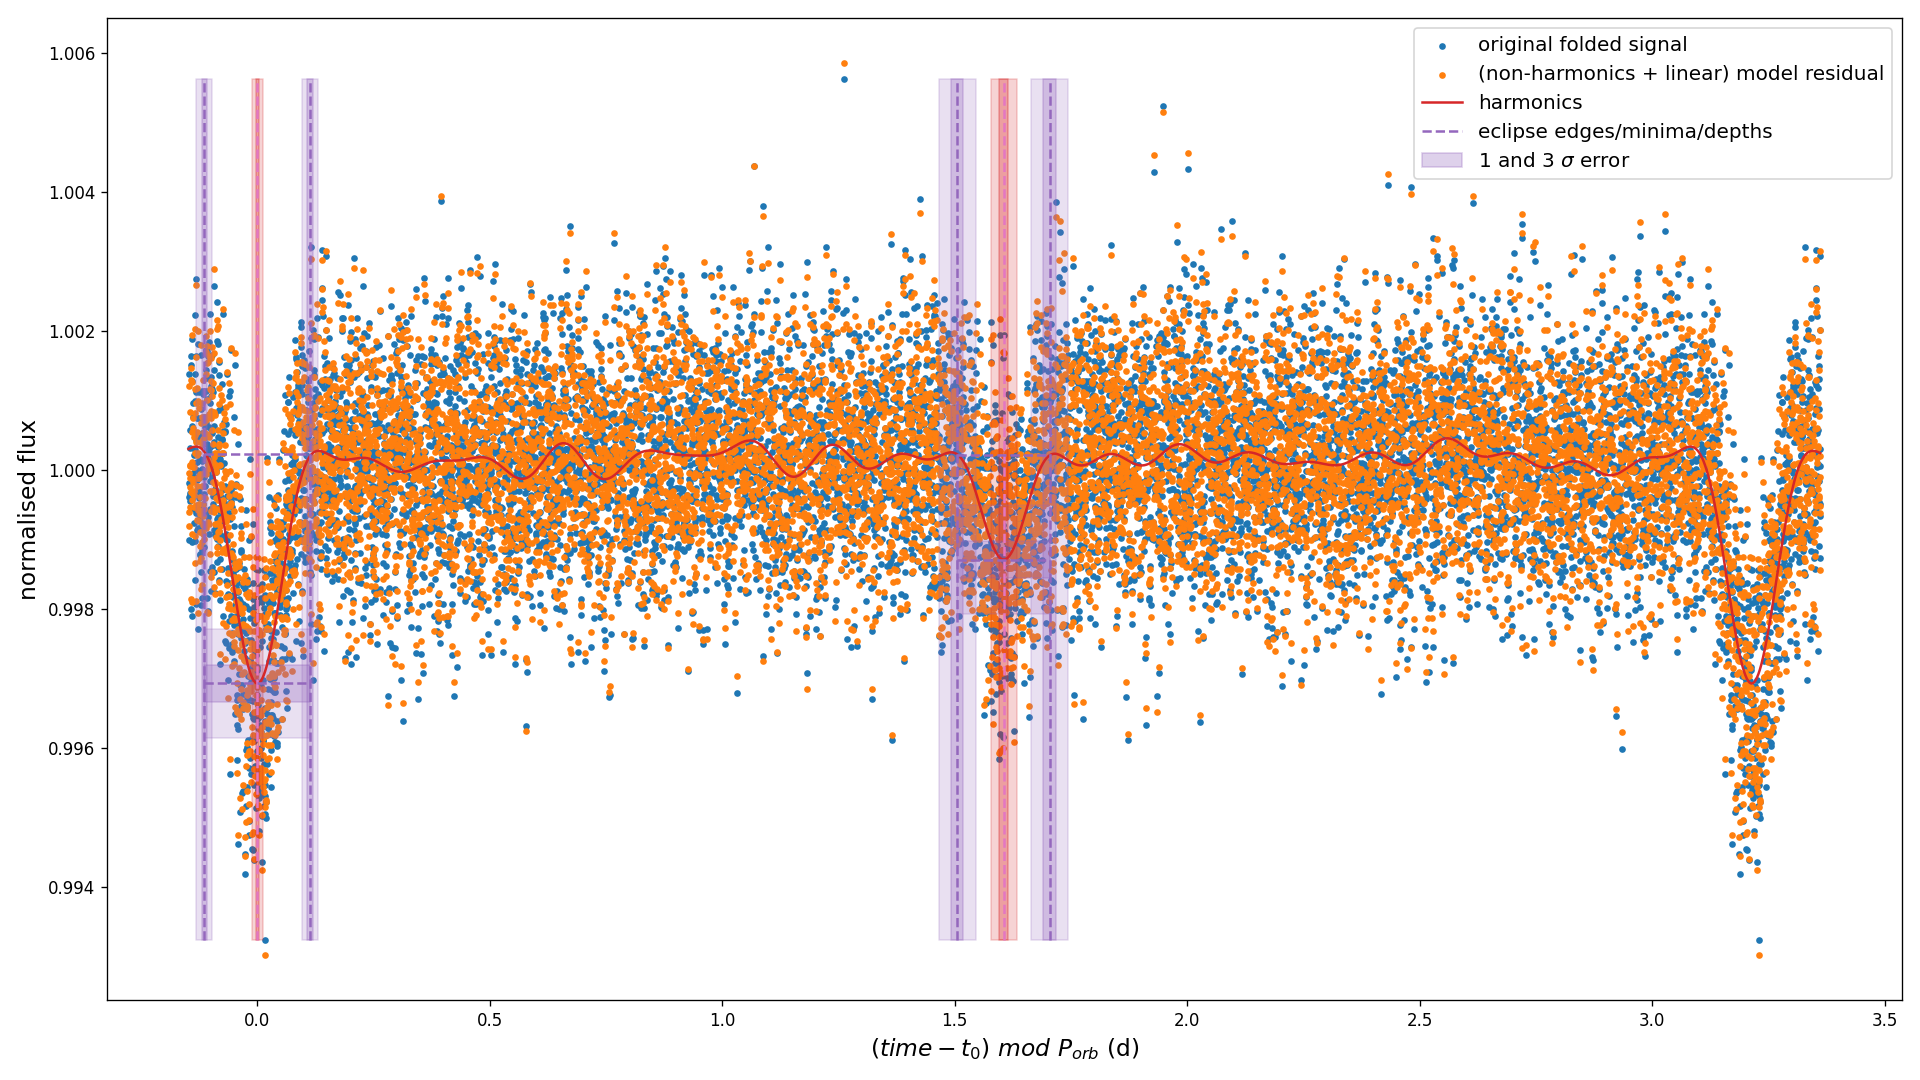 original folded signal
(non-harmonics + linear) model residual
harmonics
eclipse edges/minima/depths
1 and 3 σ error
normalised flux
1.006
1.004
1.002
1.000
0.998
0.996
0.994
0.0 0.5 1.0 1.5 2.0 2.5 3.0 3.5
(time − t₀) mod Pₒᵣb (d)